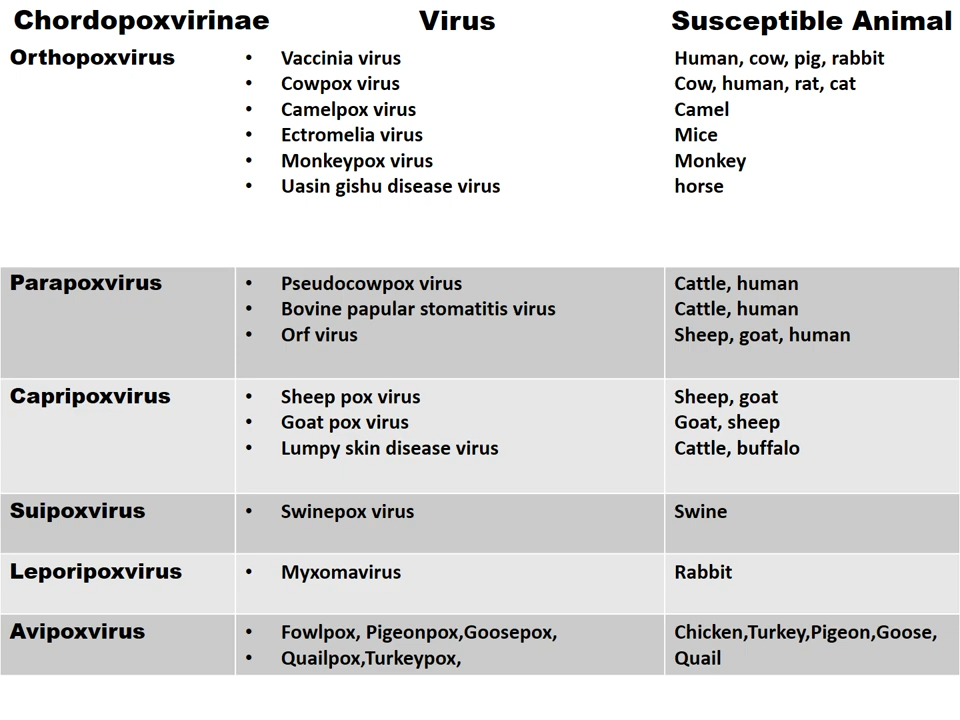 Chordopoxvirinae Virus Susceptible Animal
Orthopoxvirus • Vaccinia virus Human, cow, pig, rabbit
• Cowpox virus Cow, human, rat, cat
• Camelpox virus Camel
• Ectromelia virus Mice
• Monkeypox virus Monkey
• Uasin gishu disease virus horse
Parapoxvirus • Pseudocowpox virus Cattle, human
• Bovine papular stomatitis virus Cattle, human
• Orf virus Sheep, goat, human
Capripoxvirus • Sheep pox virus Sheep, goat
• Goat pox virus Goat, sheep
• Lumpy skin disease virus Cattle, buffalo
Suipoxvirus • Swinepox virus Swine
Leporipoxvirus • Myxomavirus Rabbit
Avipoxvirus • Fowlpox, Pigeonpox,Goosepox, Chicken,Turkey,Pigeon,Goose,
• Quailpox,Turkeypox, Quail